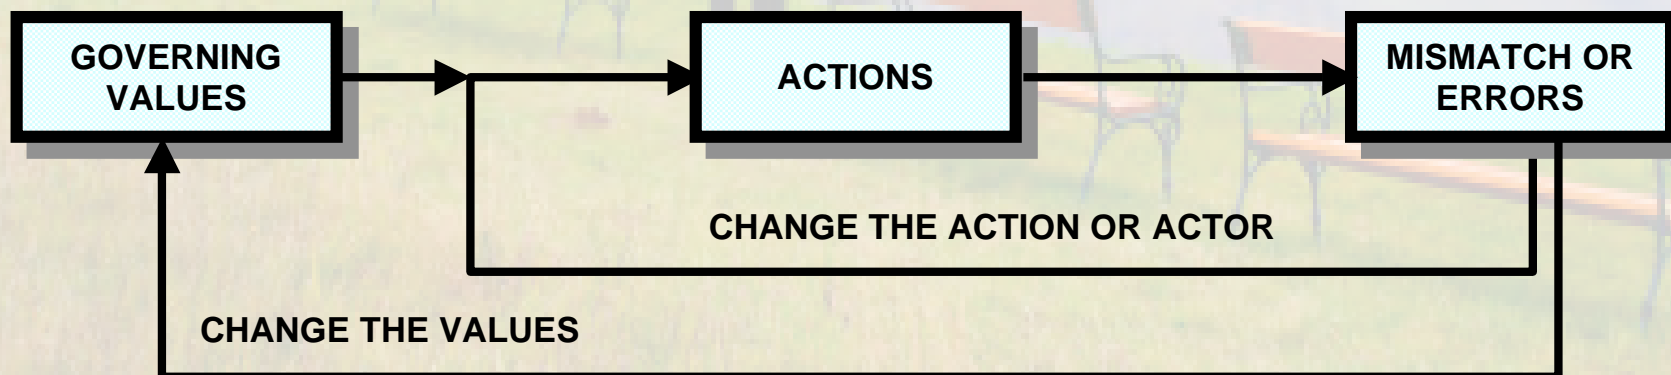 GOVERNING
VALUES
ACTIONS
MISMATCH OR
ERRORS
CHANGE THE ACTION OR ACTOR
CHANGE THE VALUES